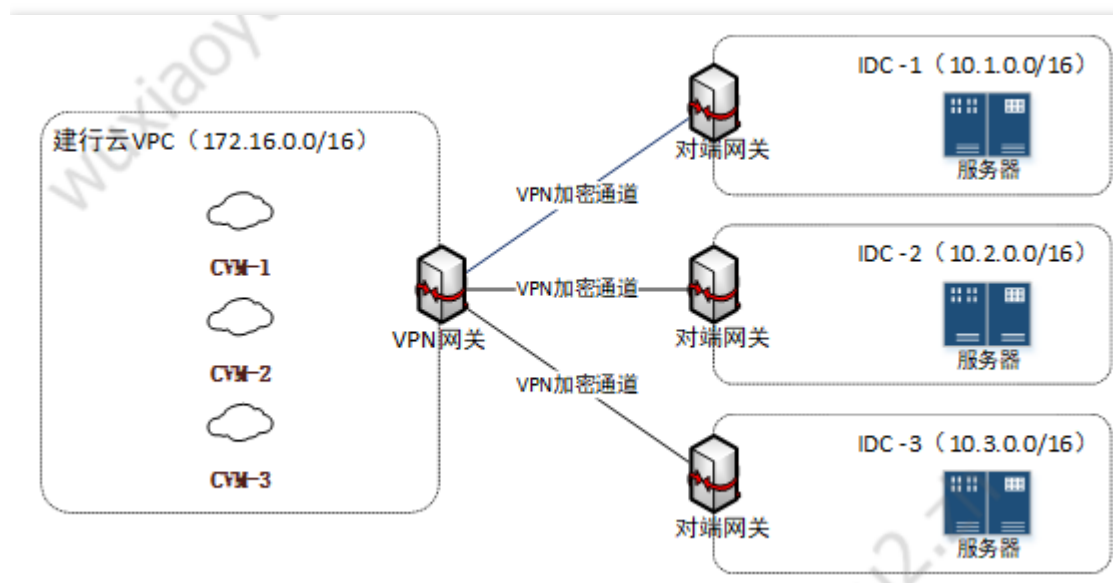 建行云VPC（172.16.0.0/16）
CVM-1
CVM-2
CVM-3
VPN网关
VPN加密通道
VPN加密通道
VPN加密通道
IDC -1（10.1.0.0/16）
对端网关
服务器
IDC -2（10.2.0.0/16）
对端网关
服务器
IDC -3（10.3.0.0/16）
对端网关
服务器
wuxiaoyu